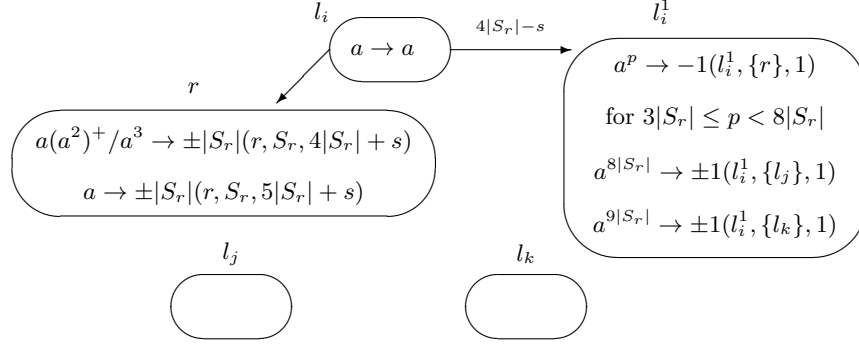 l_i
a → a
4|S_r|−s
l_i^1
a^p → −1(l_i^1, {r}, 1)
for 3|S_r| ≤ p < 8|S_r|
a^{8|S_r|} → ±1(l_i^1, {l_j}, 1)
a^{9|S_r|} → ±1(l_i^1, {l_k}, 1)
r
a(a^2)^+/a^3 → ±|S_r|(r, S_r, 4|S_r| + s)
a → ±|S_r|(r, S_r, 5|S_r| + s)
l_j
l_k